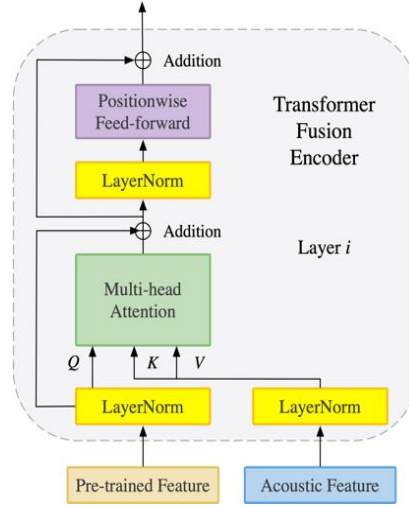 Addition
Positionwise
Feed-forward
Transformer
Fusion
Encoder
LayerNorm
Addition
Layer i
Multi-head
Attention
Q
K
V
LayerNorm
LayerNorm
Pre-trained Feature
Acoustic Feature